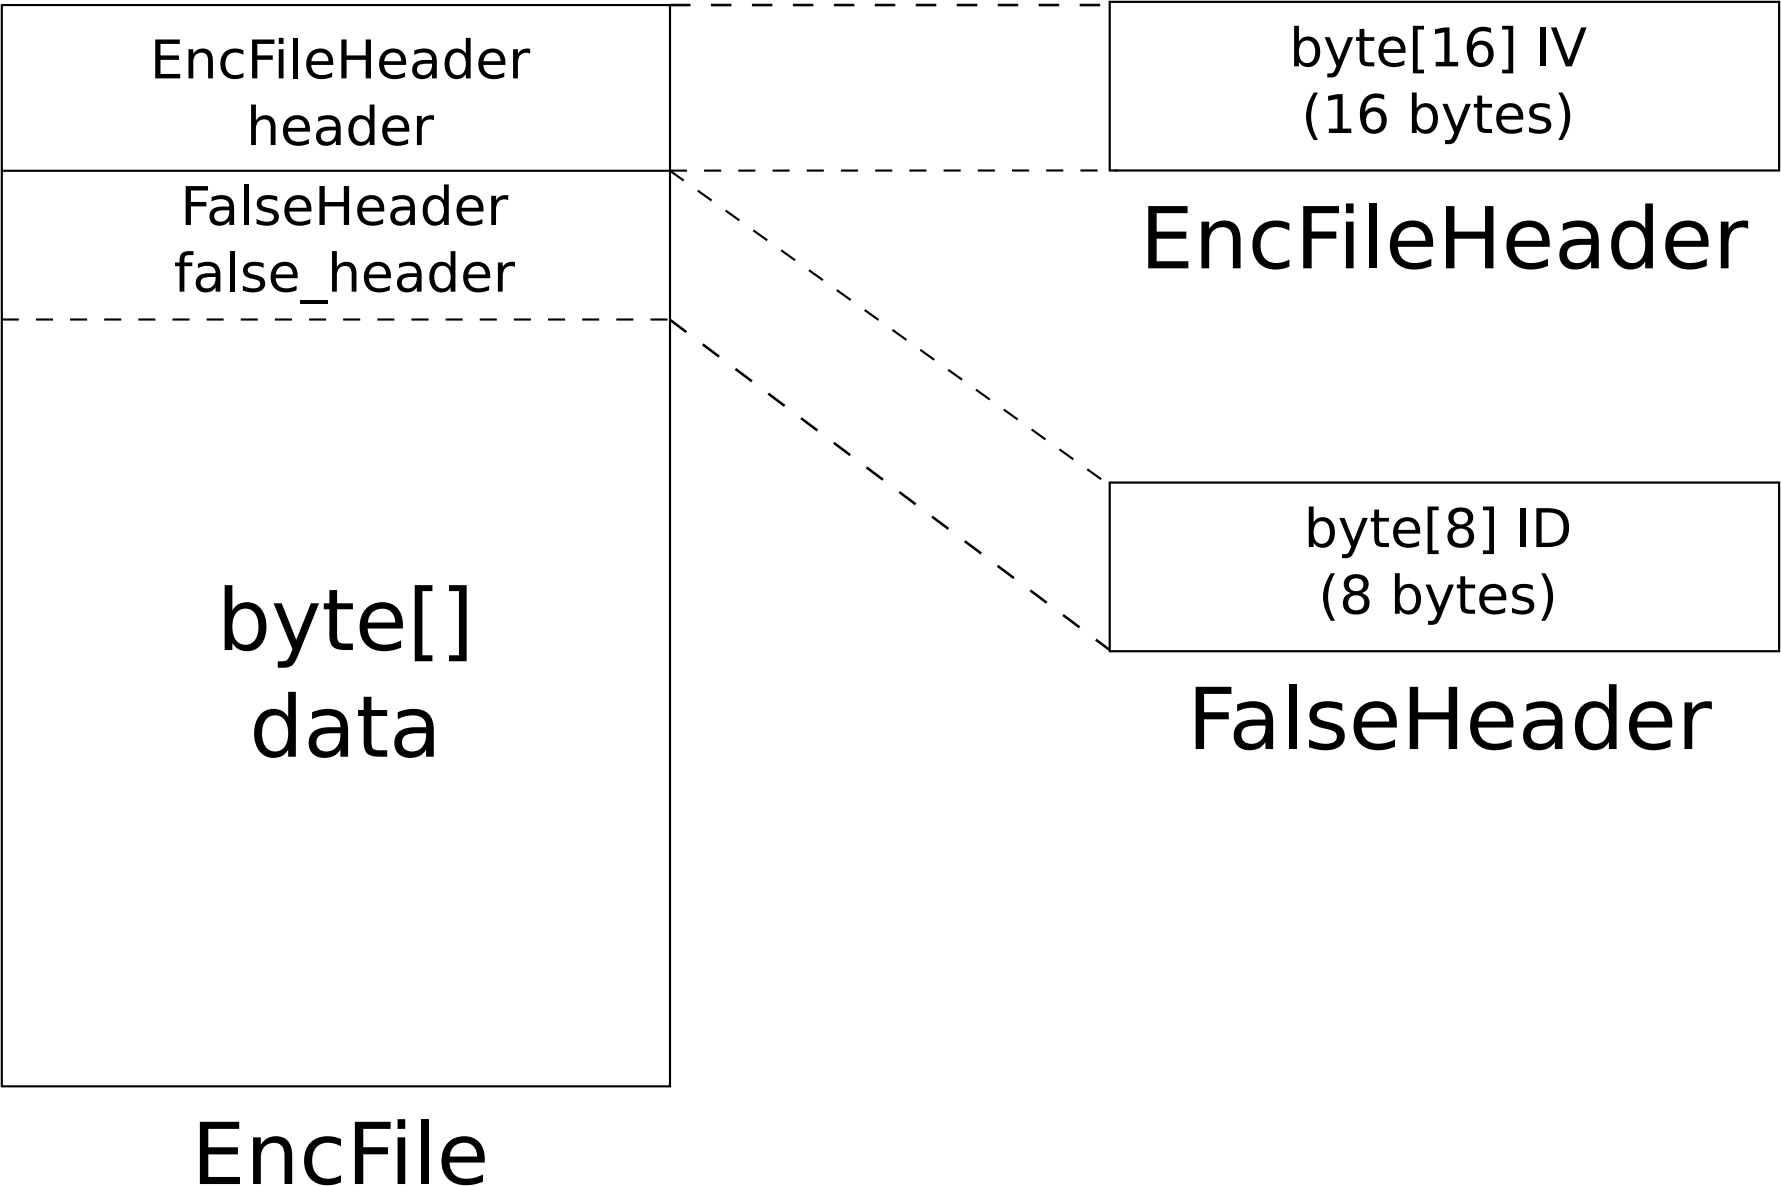 EncFileHeader
header
FalseHeader
false_header
byte[]
data
EncFile
byte[16] IV
(16 bytes)
EncFileHeader
byte[8] ID
(8 bytes)
FalseHeader